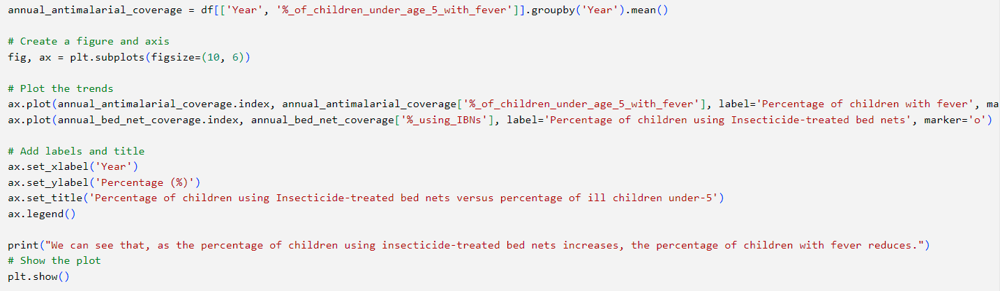 annual_antimalarial_coverage = df[['Year', '%_of_children_under_age_5_with_fever']].groupby('Year').mean()
# Create a figure and axis
fig, ax = plt.subplots(figsize=(10, 6))
# Plot the trends
ax.plot(annual_antimalarial_coverage.index, annual_antimalarial_coverage['%_of_children_under_age_5_with_fever'], label='Percentage of children with fever', ma
ax.plot(annual_bed_net_coverage.index, annual_bed_net_coverage['%_using_IBNs'], label='Percentage of children using Insecticide-treated bed nets', marker='o')
# Add labels and title
ax.set_xlabel('Year')
ax.set_ylabel('Percentage (%)')
ax.set_title('Percentage of children using Insecticide-treated bed nets versus percentage of ill children under-5')
ax.legend()
print("We can see that, as the percentage of children using insecticide-treated bed nets increases, the percentage of children with fever reduces.")
# Show the plot
plt.show()